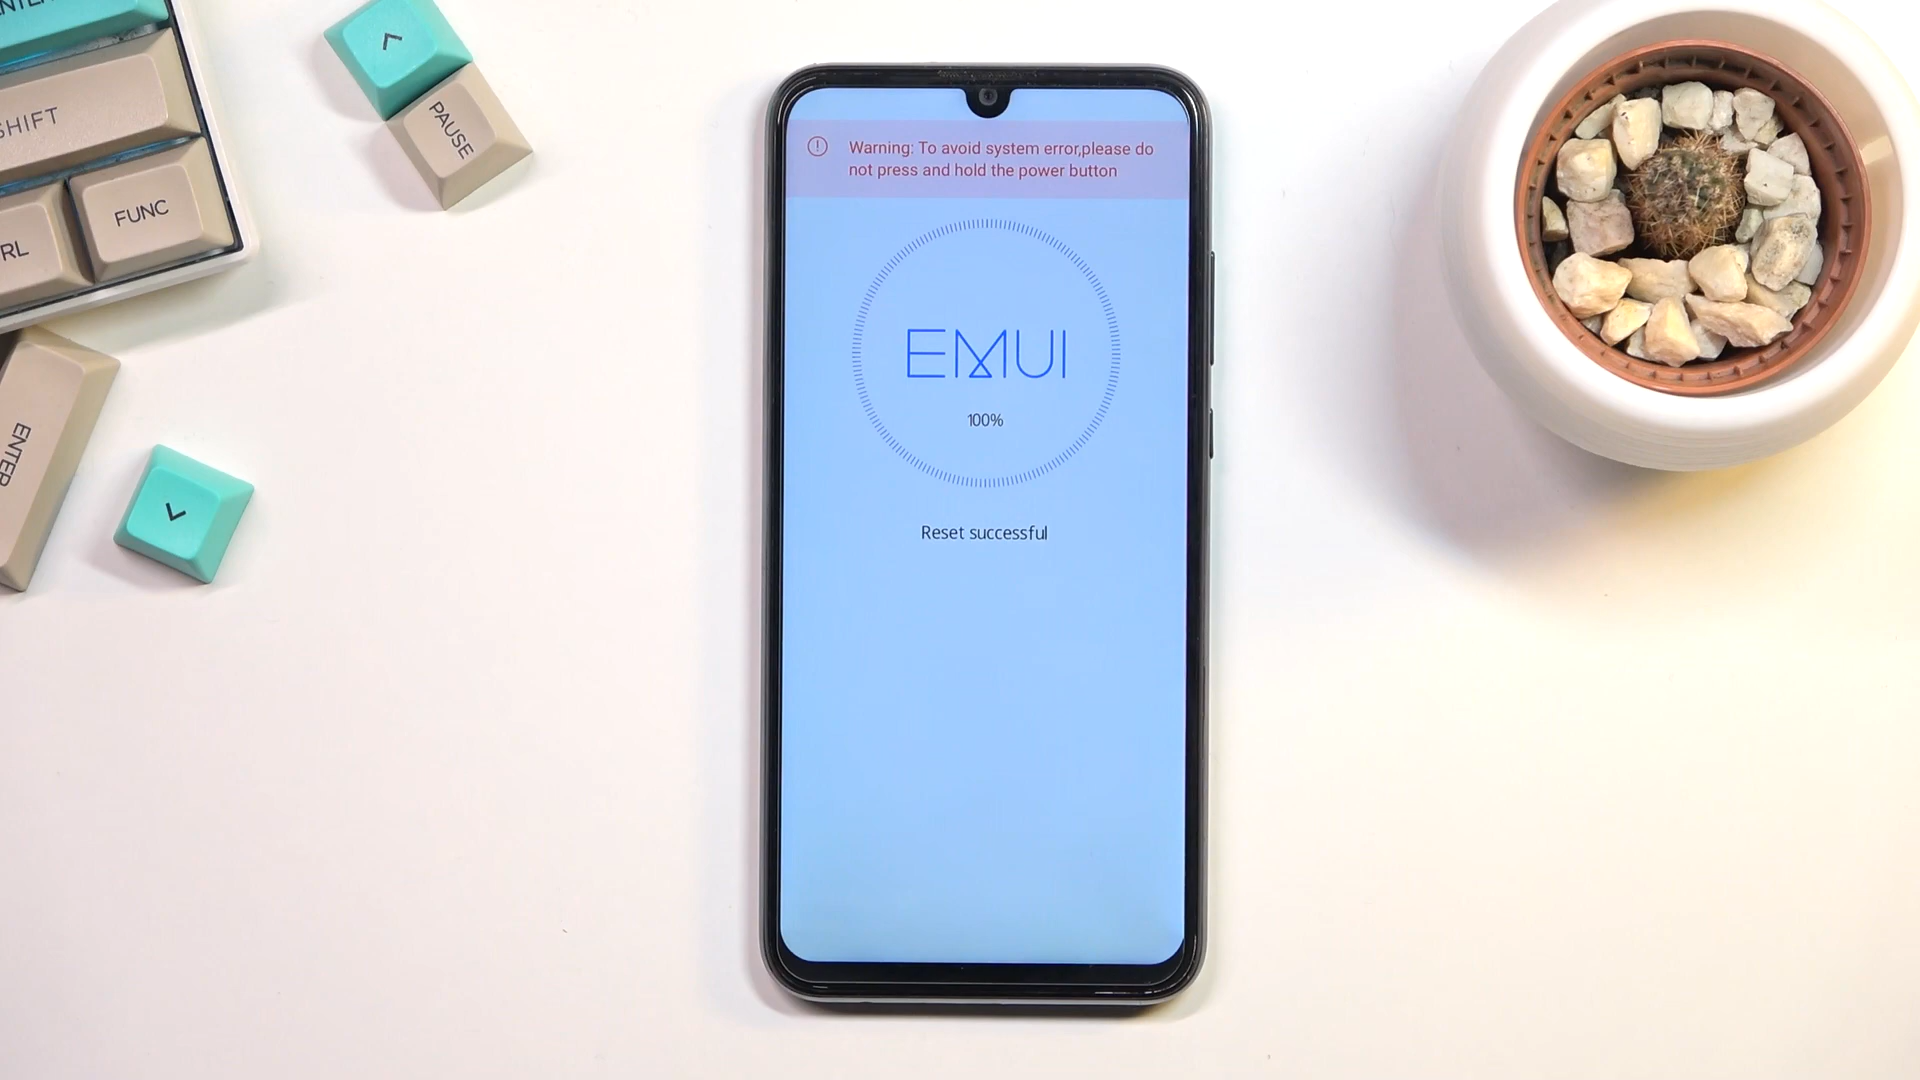 SHIFT
FUNC
RL
ENTER
^
PAUSE
Warning: To avoid system error,please do
not press and hold the power button
EMUI
100%
Reset successful